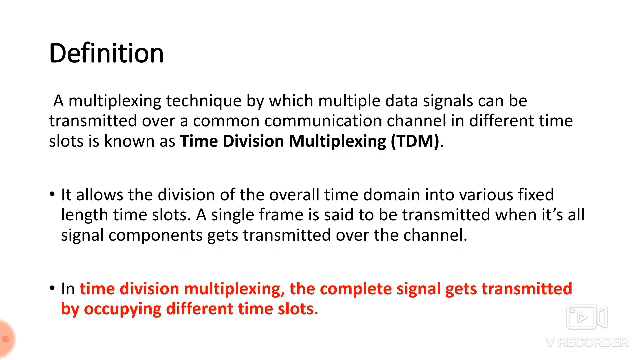 Definition
A multiplexing technique by which multiple data signals can be
transmitted over a common communication channel in different time
slots is known as Time Division Multiplexing (TDM).
• It allows the division of the overall time domain into various fixed
length time slots. A single frame is said to be transmitted when it's all
signal components gets transmitted over the channel.
• In time division multiplexing, the complete signal gets transmitted
by occupying different time slots.
V RECORDER